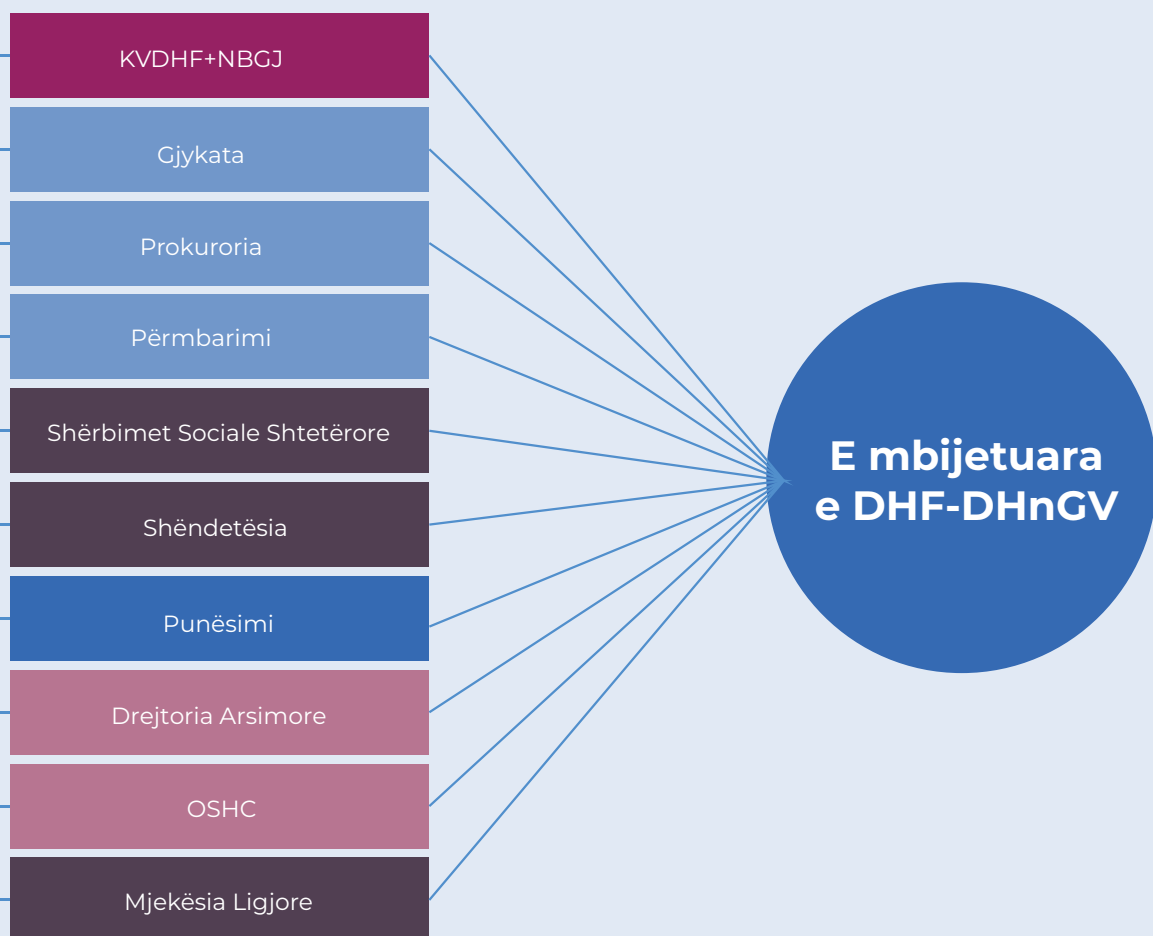 KVDHF+NBGJ
Gjykata
Prokuroria
Përmbarimi
Shërbimet Sociale Shtetërore
Shëndetësia
Punësimi
Drejtoria Arsimore
OSHC
Mjekësia Ligjore
E mbijetuara
e DHF-DHnGV